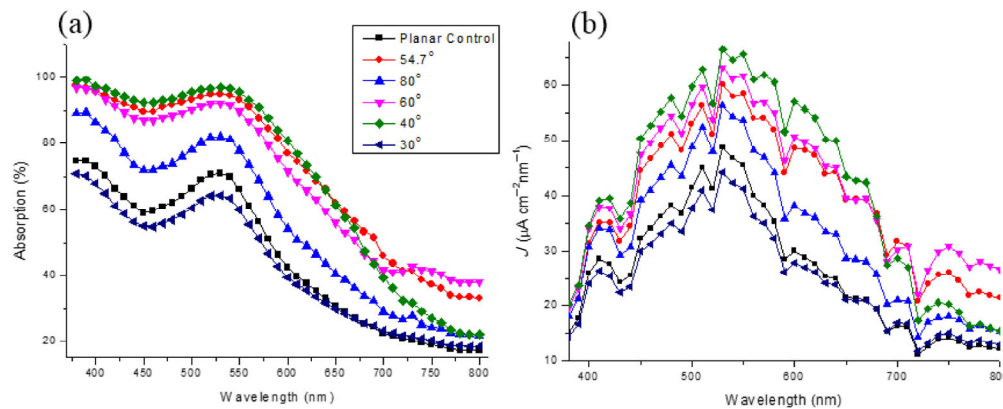 (a)
Planar Control
54.7°
80°
60°
40°
30°
Absorption (%)
100
80
60
40
20
400 450 500 550 600 650 700 750 800
Wavelength (nm)
(b)
J (µA cm⁻²nm⁻¹)
70
60
50
40
30
20
10
400 500 600 700 80
Wavelength (nm)